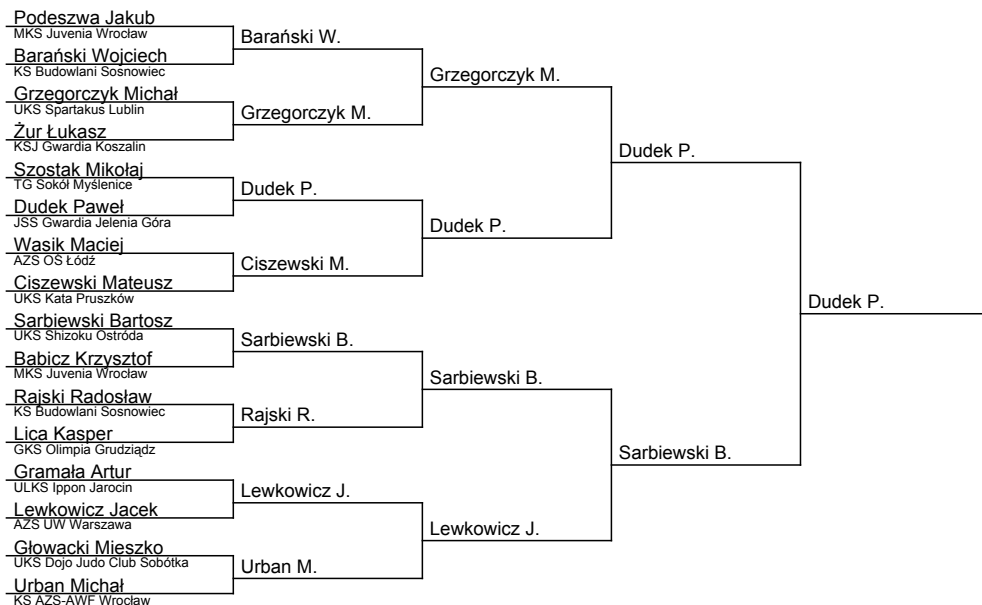 Podeszwa Jakub
MKS Juvenia Wrocław
Barański Wojciech
KS Budowlani Sosnowiec
Grzegorczyk Michał
UKS Spartakus Lublin
Żur Łukasz
KSJ Gwardia Koszalin
Szostak Mikołaj
TG Sokół Myślenice
Dudek Paweł
JSS Gwardia Jelenia Góra
Wasik Maciej
AZS OŚ Łódź
Ciszewski Mateusz
UKS Kata Pruszków
Sarbiewski Bartosz
UKS Shizoku Ostróda
Babicz Krzysztof
MKS Juvenia Wrocław
Rajski Radosław
KS Budowlani Sosnowiec
Lica Kasper
GKS Olimpia Grudziądz
Gramała Artur
ULKS Ippon Jarocin
Lewkowicz Jacek
AZS UW Warszawa
Głowacki Mieszko
UKS Dojo Judo Club Sobótka
Urban Michał
KS AZS-AWF Wrocław
Barański W.
Grzegorczyk M.
Dudek P.
Ciszewski M.
Sarbiewski B.
Rajski R.
Lewkowicz J.
Urban M.
Grzegorczyk M.
Dudek P.
Sarbiewski B.
Lewkowicz J.
Dudek P.
Sarbiewski B.
Dudek P.